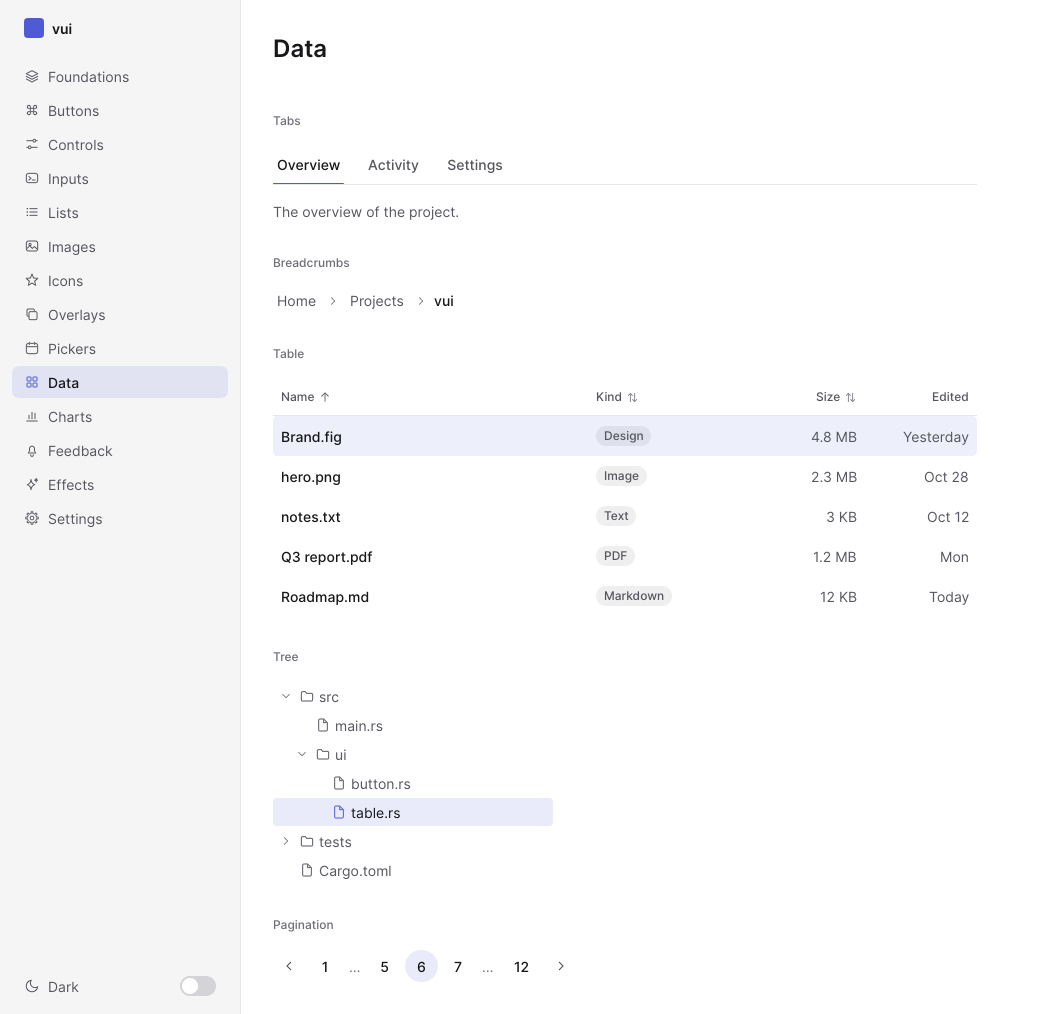 vui
Foundations
Buttons
Controls
Inputs
Lists
Images
Icons
Overlays
Pickers
Data
Charts
Feedback
Effects
Settings
Dark
Data
Tabs
Overview Activity Settings
The overview of the project.
Breadcrumbs
Home Projects vui
Table
Name Kind Size Edited
Brand.fig Design 4.8 MB Yesterday
hero.png Image 2.3 MB Oct 28
notes.txt Text 3 KB Oct 12
Q3 report.pdf PDF 1.2 MB Mon
Roadmap.md Markdown 12 KB Today
Tree
src
main.rs
ui
button.rs
table.rs
tests
Cargo.toml
Pagination
1 ... 5 6 7 ... 12